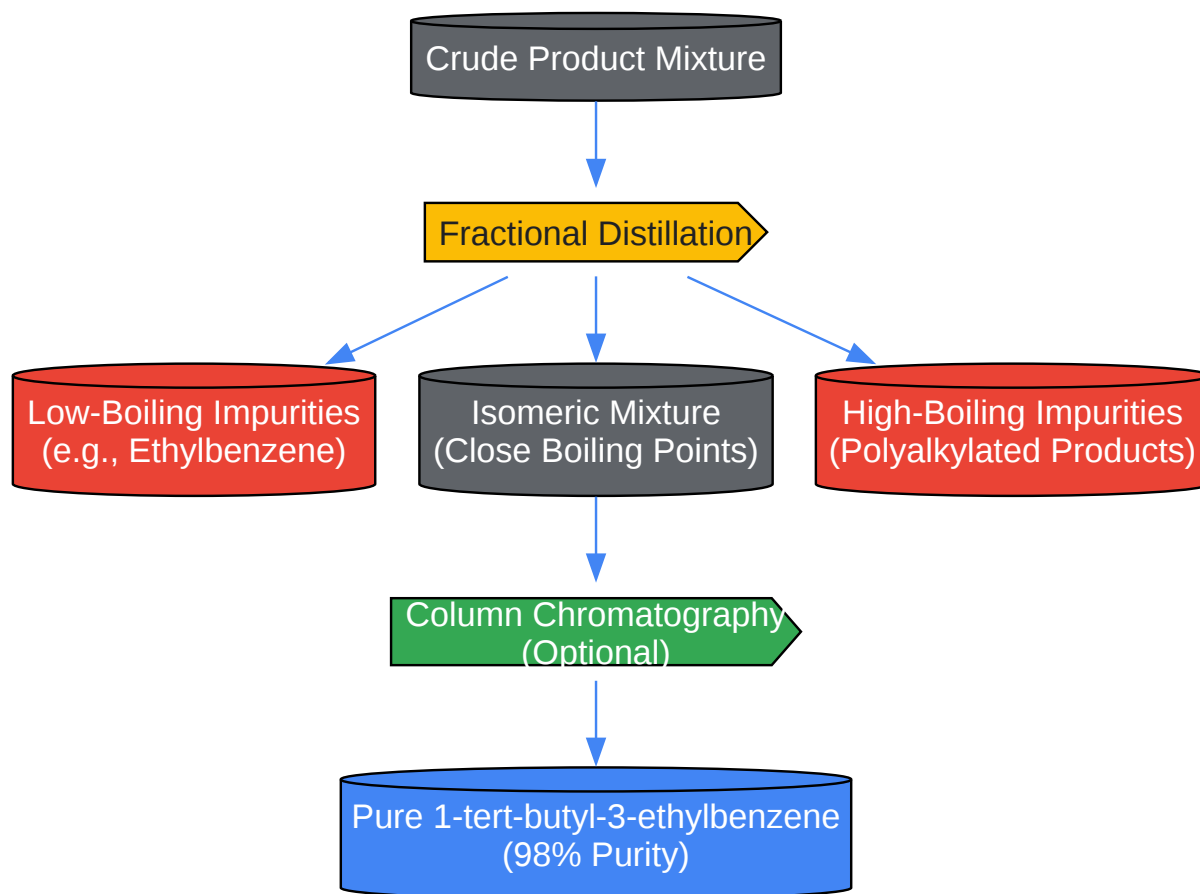 Crude Product Mixture
Fractional Distillation
Low-Boiling Impurities
(e.g., Ethylbenzene)
Isomeric Mixture
(Close Boiling Points)
High-Boiling Impurities
(Polyalkylated Products)
Column Chromatography
(Optional)
Pure 1-tert-butyl-3-ethylbenzene
(98% Purity)